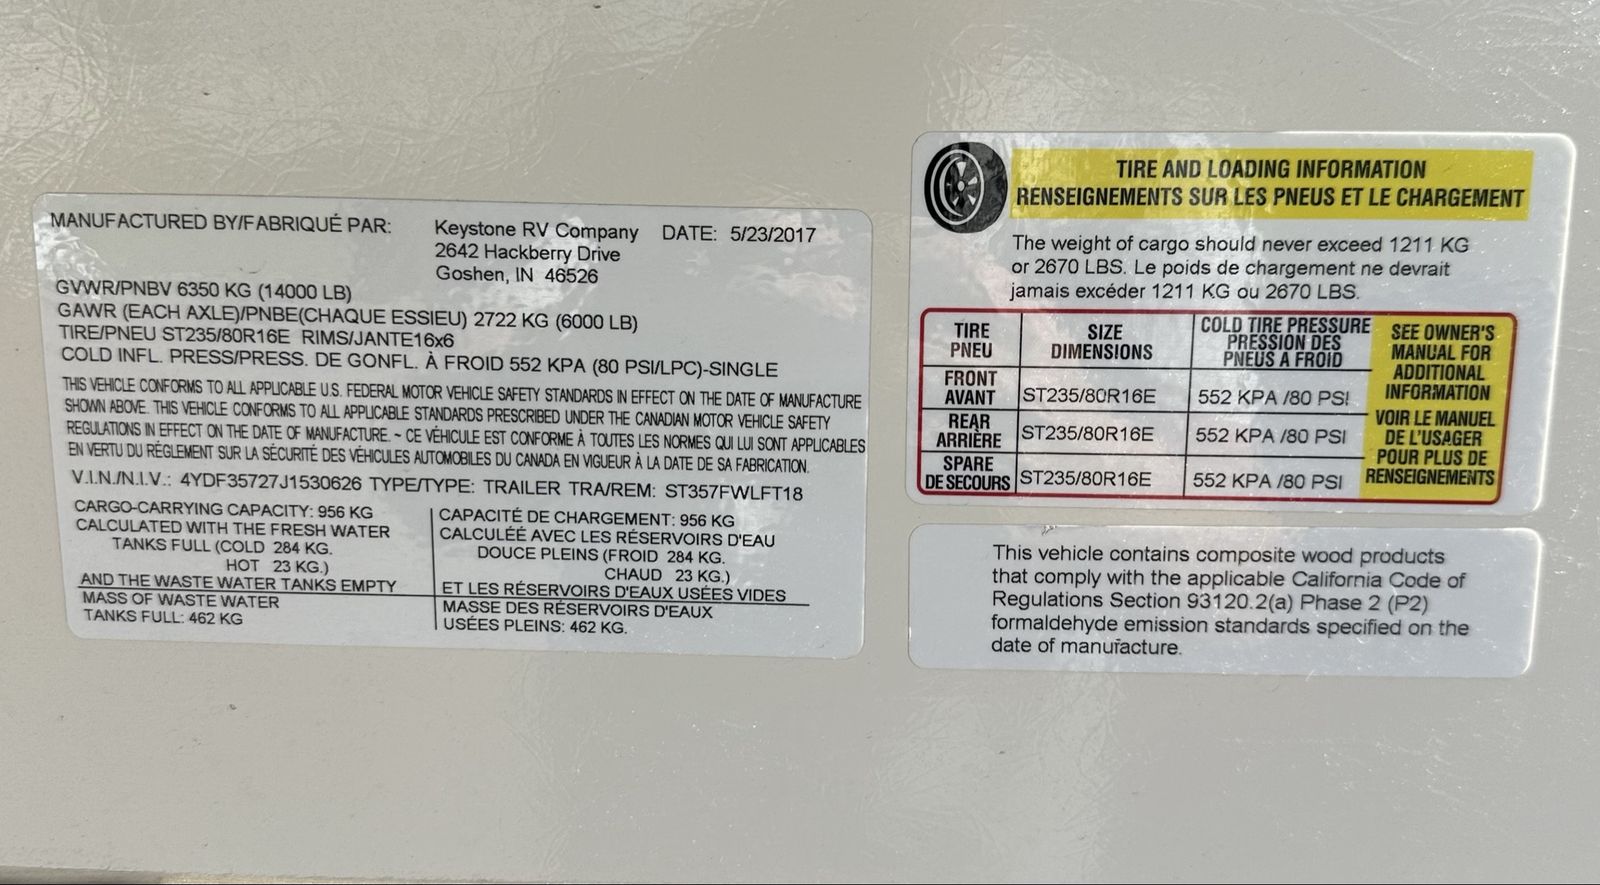 MANUFACTURED BY/FABRIQUÉ PAR: Keystone RV Company DATE: 5/23/2017
2642 Hackberry Drive
Goshen, IN 46526
GVWR/PNBV 6350 KG (14000 LB)
GAWR (EACH AXLE)/PNBE(CHAQUE ESSIEU) 2722 KG (6000 LB)
TIRE/PNEU ST235/80R16E RIMS/JANTE16x6
COLD INFL. PRESS/PRESS. DE GONFL. À FROID 552 KPA (80 PSI/LPC)-SINGLE
THIS VEHICLE CONFORMS TO ALL APPLICABLE U.S. FEDERAL MOTOR VEHICLE SAFETY STANDARDS IN EFFECT ON THE DATE OF MANUFACTURE
SHOWN ABOVE. THIS VEHICLE CONFORMS TO ALL APPLICABLE STANDARDS PRESCRIBED UNDER THE CANADIAN MOTOR VEHICLE SAFETY
REGULATIONS IN EFFECT ON THE DATE OF MANUFACTURE. ~ CE VÉHICULE EST CONFORME À TOUTES LES NORMES QUI LUI SONT APPLICABLES
EN VERTU DU RÉGLEMENT SUR LA SÉCURITÉ DES VÉHICULES AUTOMOBILES DU CANADA EN VIGUEUR À LA DATE DE SA FABRICATION.
V.I.N./N.I.V.: 4YDF35727J1530626 TYPE/TYPE: TRAILER TRA/REM: ST357FWLFT18
CARGO-CARRYING CAPACITY: 956 KG
CALCULATED WITH THE FRESH WATER
TANKS FULL (COLD 284 KG.
HOT 23 KG.)
AND THE WASTE WATER TANKS EMPTY
MASS OF WASTE WATER
TANKS FULL: 462 KG
CAPACITÉ DE CHARGEMENT: 956 KG
CALCULÉE AVEC LES RÉSERVOIRS D'EAU
DOUCE PLEINS (FROID 284 KG.
CHAUD 23 KG.)
ET LES RÉSERVOIRS D'EAUX USÉES VIDES
MASSE DES RÉSERVOIRS D'EAUX
USÉES PLEINS: 462 KG.
TIRE AND LOADING INFORMATION
RENSEIGNEMENTS SUR LES PNEUS ET LE CHARGEMENT
The weight of cargo should never exceed 1211 KG
or 2670 LBS. Le poids de chargement ne devrait
jamais excéder 1211 KG ou 2670 LBS.
TIRE PNEU SIZE DIMENSIONS COLD TIRE PRESSURE PRESSION DES PNEUS A FROID
FRONT AVANT ST235/80R16E 552 KPA /80 PSI
REAR ARRIÈRE ST235/80R16E 552 KPA /80 PSI
SPARE DE SECOURS ST235/80R16E 552 KPA /80 PSI
SEE OWNER'S
MANUAL FOR
ADDITIONAL
INFORMATION
VOIR LE MANUEL
DE L'USAGER
POUR PLUS DE
RENSEIGNEMENTS
This vehicle contains composite wood products
that comply with the applicable California Code of
Regulations Section 93120.2(a) Phase 2 (P2)
formaldehyde emission standards specified on the
date of manufacture.